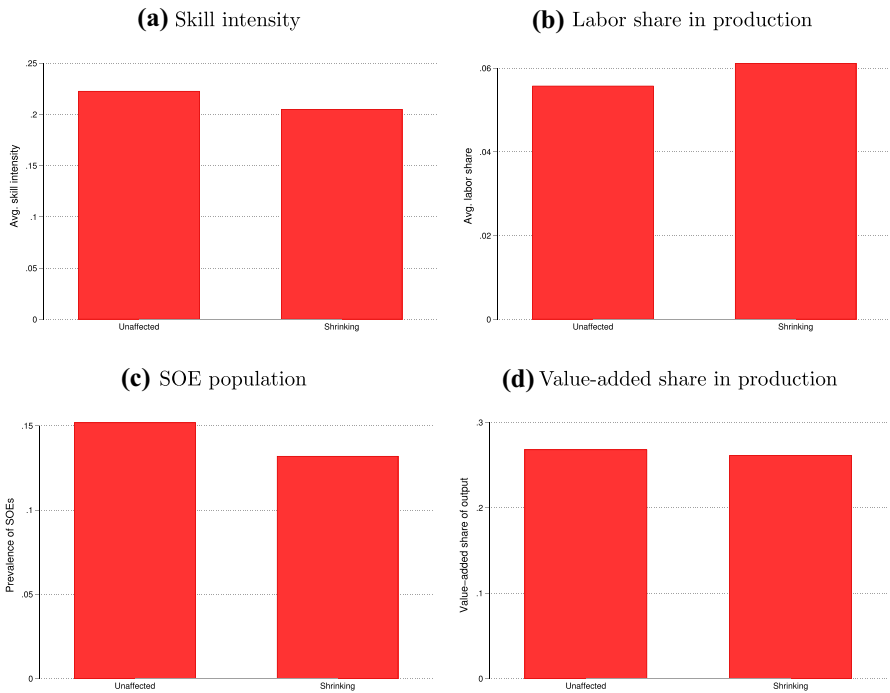 (a) Skill intensity
.25
.2
.15
.1
.05
0
Avg. skill intensity
Unaffected Shrinking
(b) Labor share in production
.06
.04
.02
0
Avg. labor share
Unaffected Shrinking
(c) SOE population
.15
.1
.05
0
Prevalence of SOEs
Unaffected Shrinking
(d) Value-added share in production
.3
.2
.1
0
Value−added share of output
Unaffected Shrinking